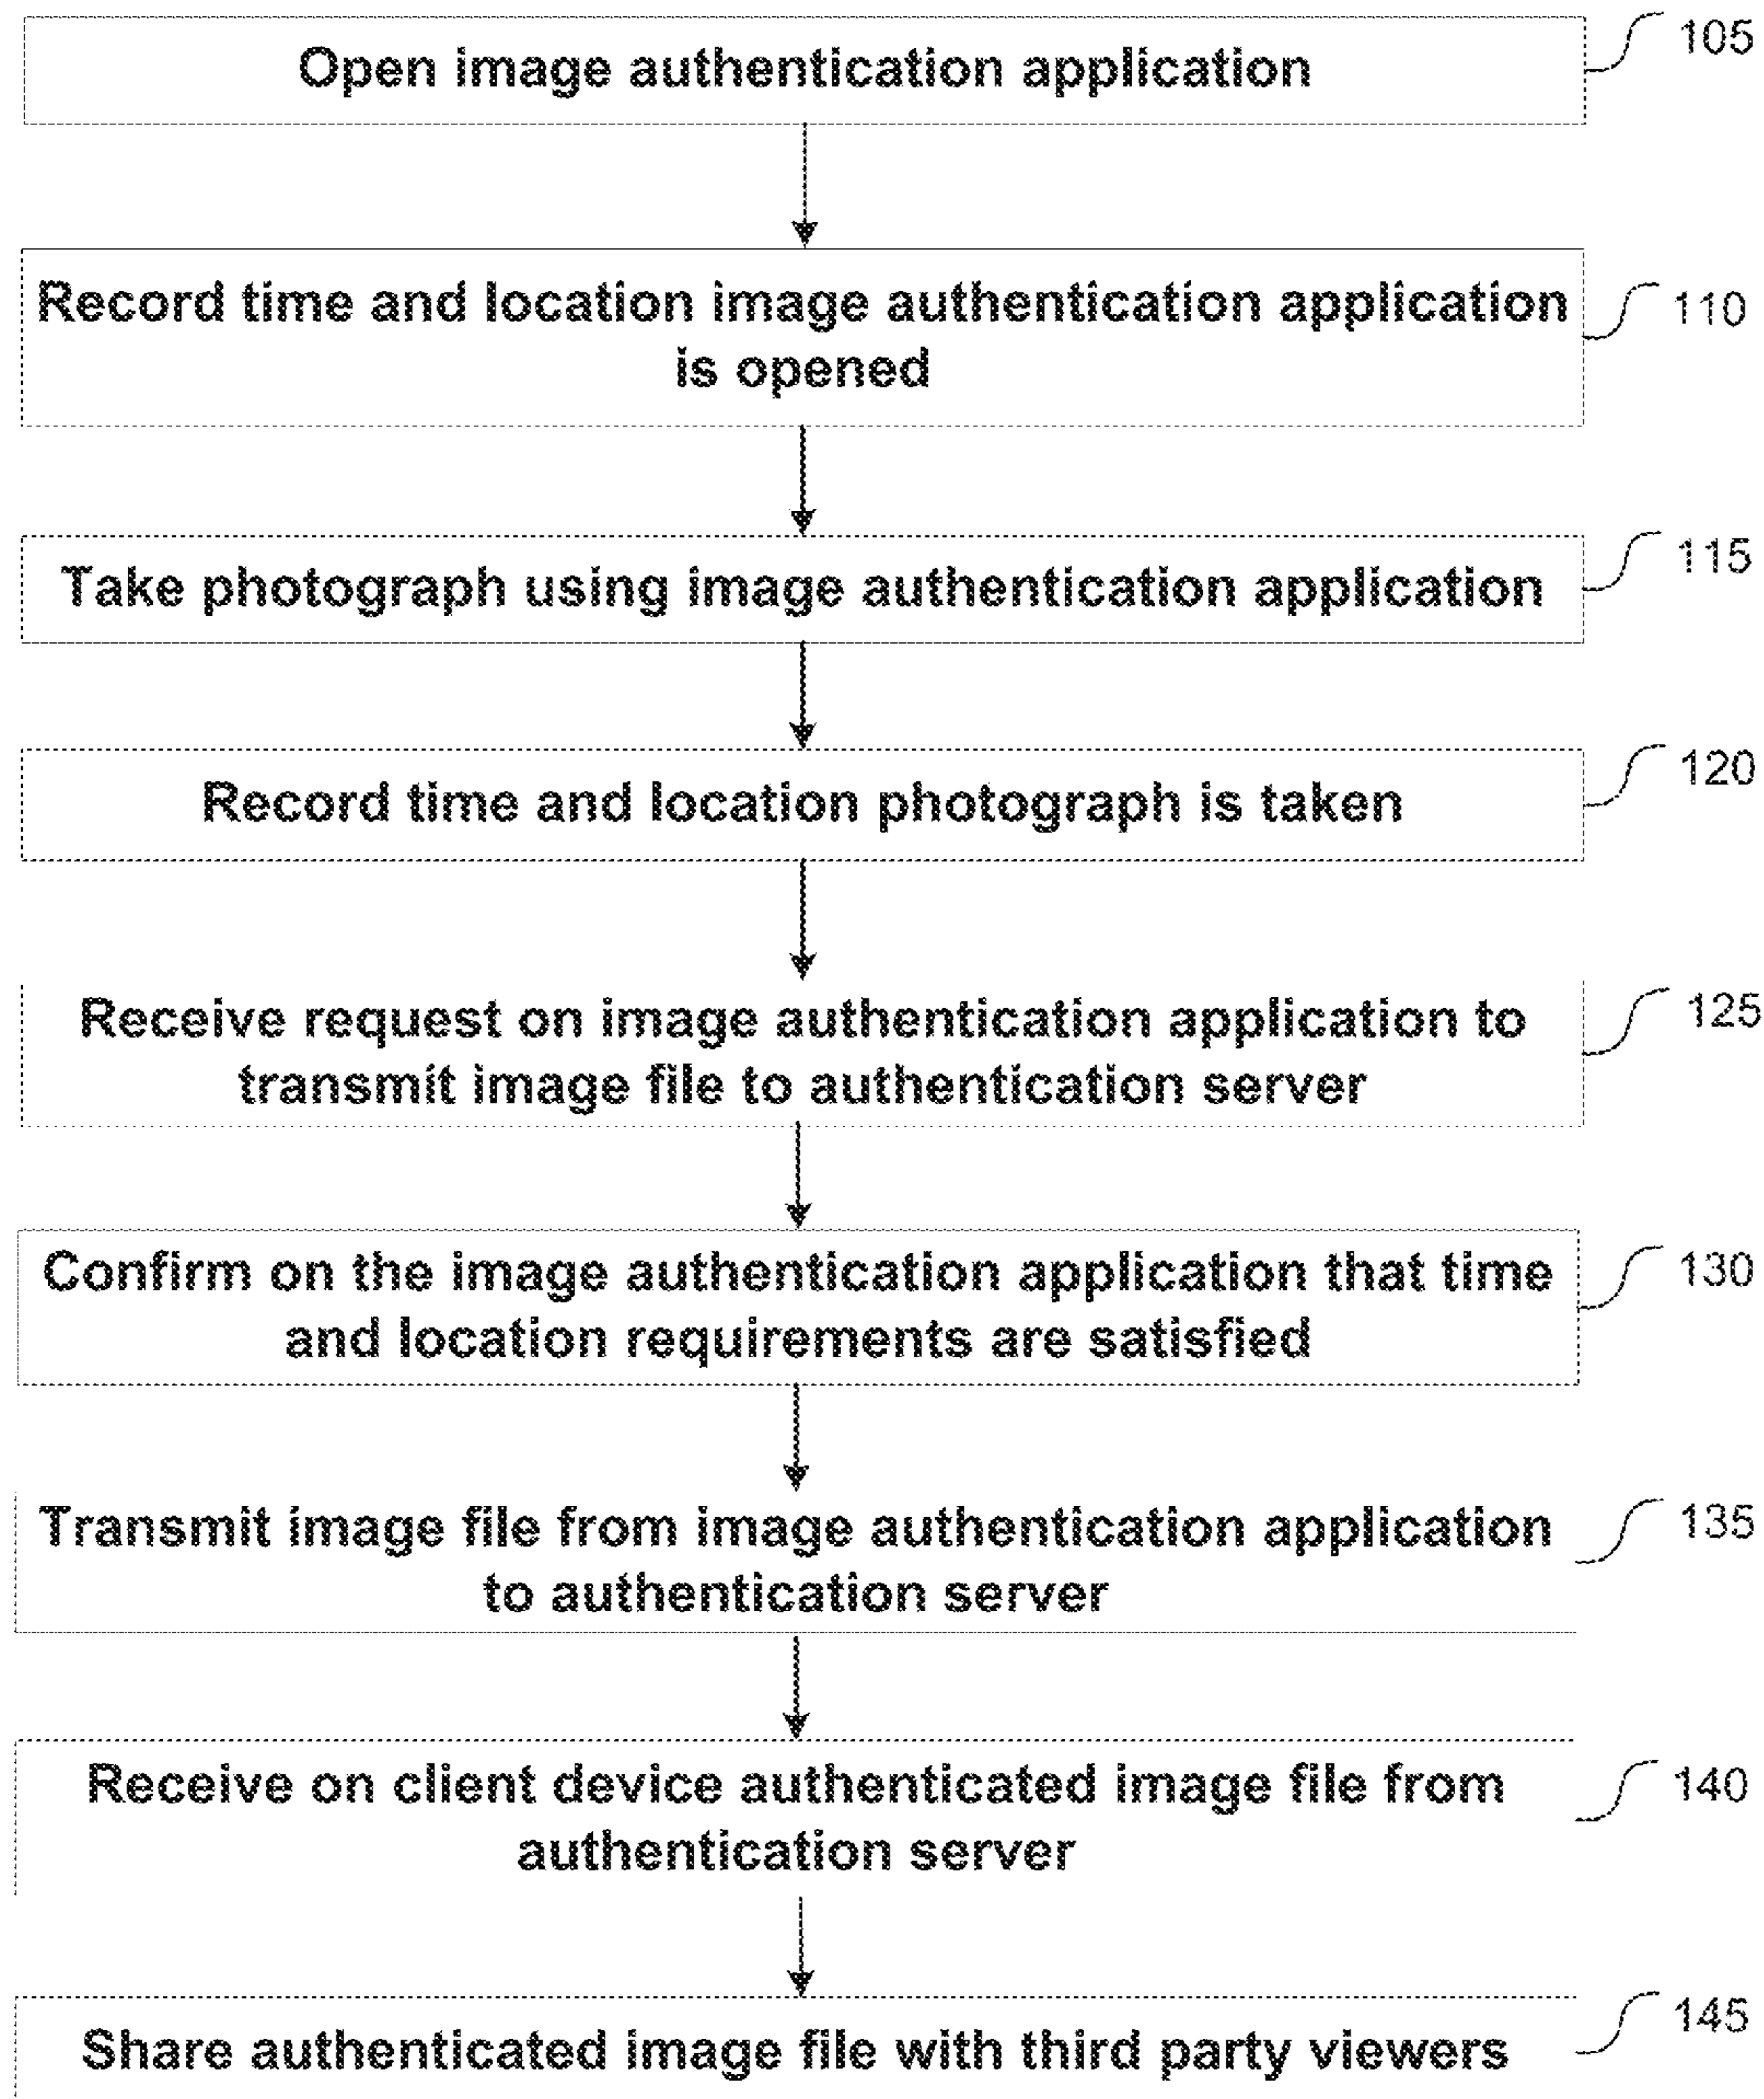 Open image authentication application
105
Record time and location image authentication application
is opened
110
Take photograph using image authentication application
115
Record time and location photograph is taken
120
Receive request on image authentication application to
transmit image file to authentication server
125
Confirm on the image authentication application that time
and location requirements are satisfied
130
Transmit image file from image authentication application
to authentication server
135
Receive on client device authenticated image file from
authentication server
140
Share authenticated image file with third party viewers
145